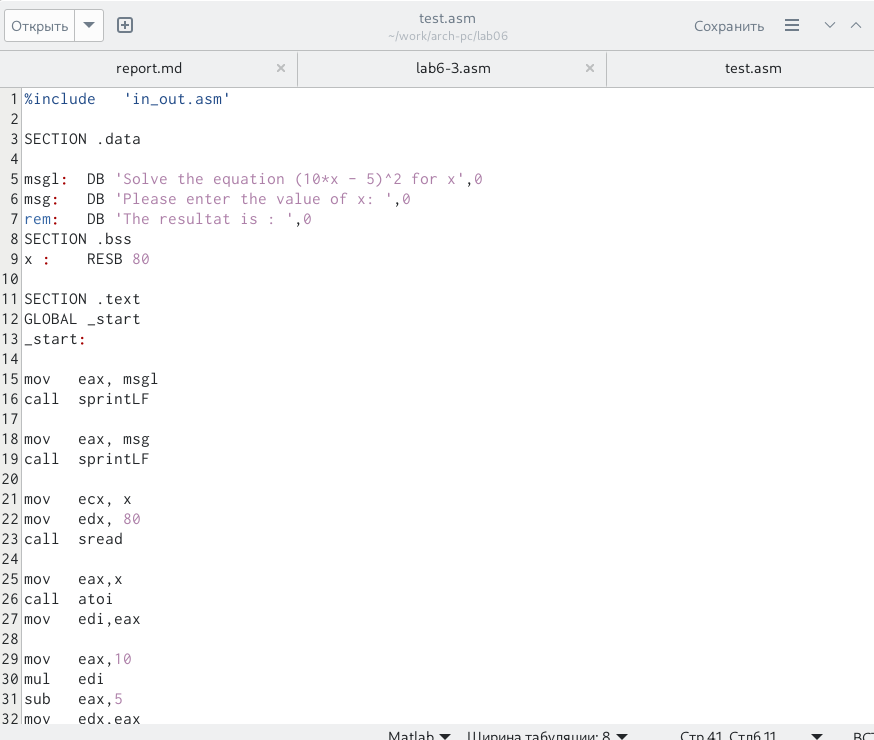 Открыть
test.asm
~/work/arch-pc/lab06
Сохранить
report.md
lab6-3.asm
test.asm
1 %include   'in_out.asm'
2
3 SECTION .data
4
5 msgl:  DB 'Solve the equation (10*x - 5)^2 for x',0
6 msg:   DB 'Please enter the value of x: ',0
7 rem:   DB 'The resultat is : ',0
8 SECTION .bss
9 x :    RESB 80
10
11 SECTION .text
12 GLOBAL _start
13 _start:
14
15 mov   eax, msgl
16 call  sprintLF
17
18 mov   eax, msg
19 call  sprintLF
20
21 mov   ecx, x
22 mov   edx, 80
23 call  sread
24
25 mov   eax,x
26 call  atoi
27 mov   edi,eax
28
29 mov   eax,10
30 mul   edi
31 sub   eax,5
32 mov   edx,eax
Matlab
Ширина табуляции: 8
Стр 41, Стлб 11
ВСТ